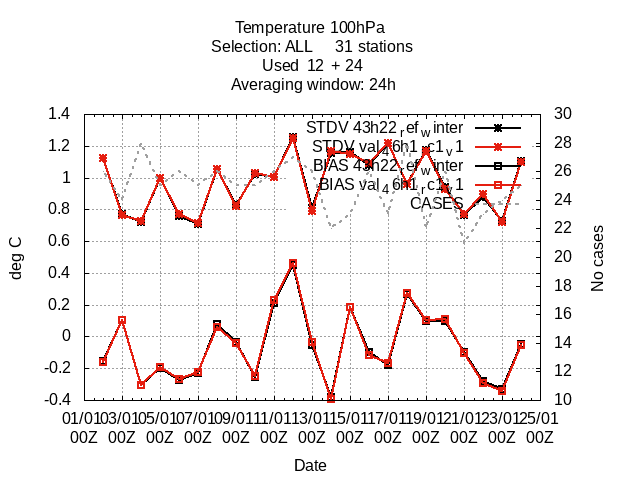 Temperature 100hPa
Selection: ALL 31 stations
Used 12 + 24
Averaging window: 24h
STDV 43h22_ref_winter
STDV val_46h1_rc1_v1
BIAS 43h22_ref_winter
BIAS val_46h1_rc1_v1
CASES
1.4
1.2
1
0.8
0.6
0.4
0.2
0
-0.2
-0.4
deg C
30
28
26
24
22
20
18
16
14
12
10
No cases
01/01 03/01 05/01 07/01 09/01 11/01 13/01 15/01 17/01 19/01 21/01 23/01 25/01
00Z 00Z 00Z 00Z 00Z 00Z 00Z 00Z 00Z 00Z 00Z 00Z 00Z
Date